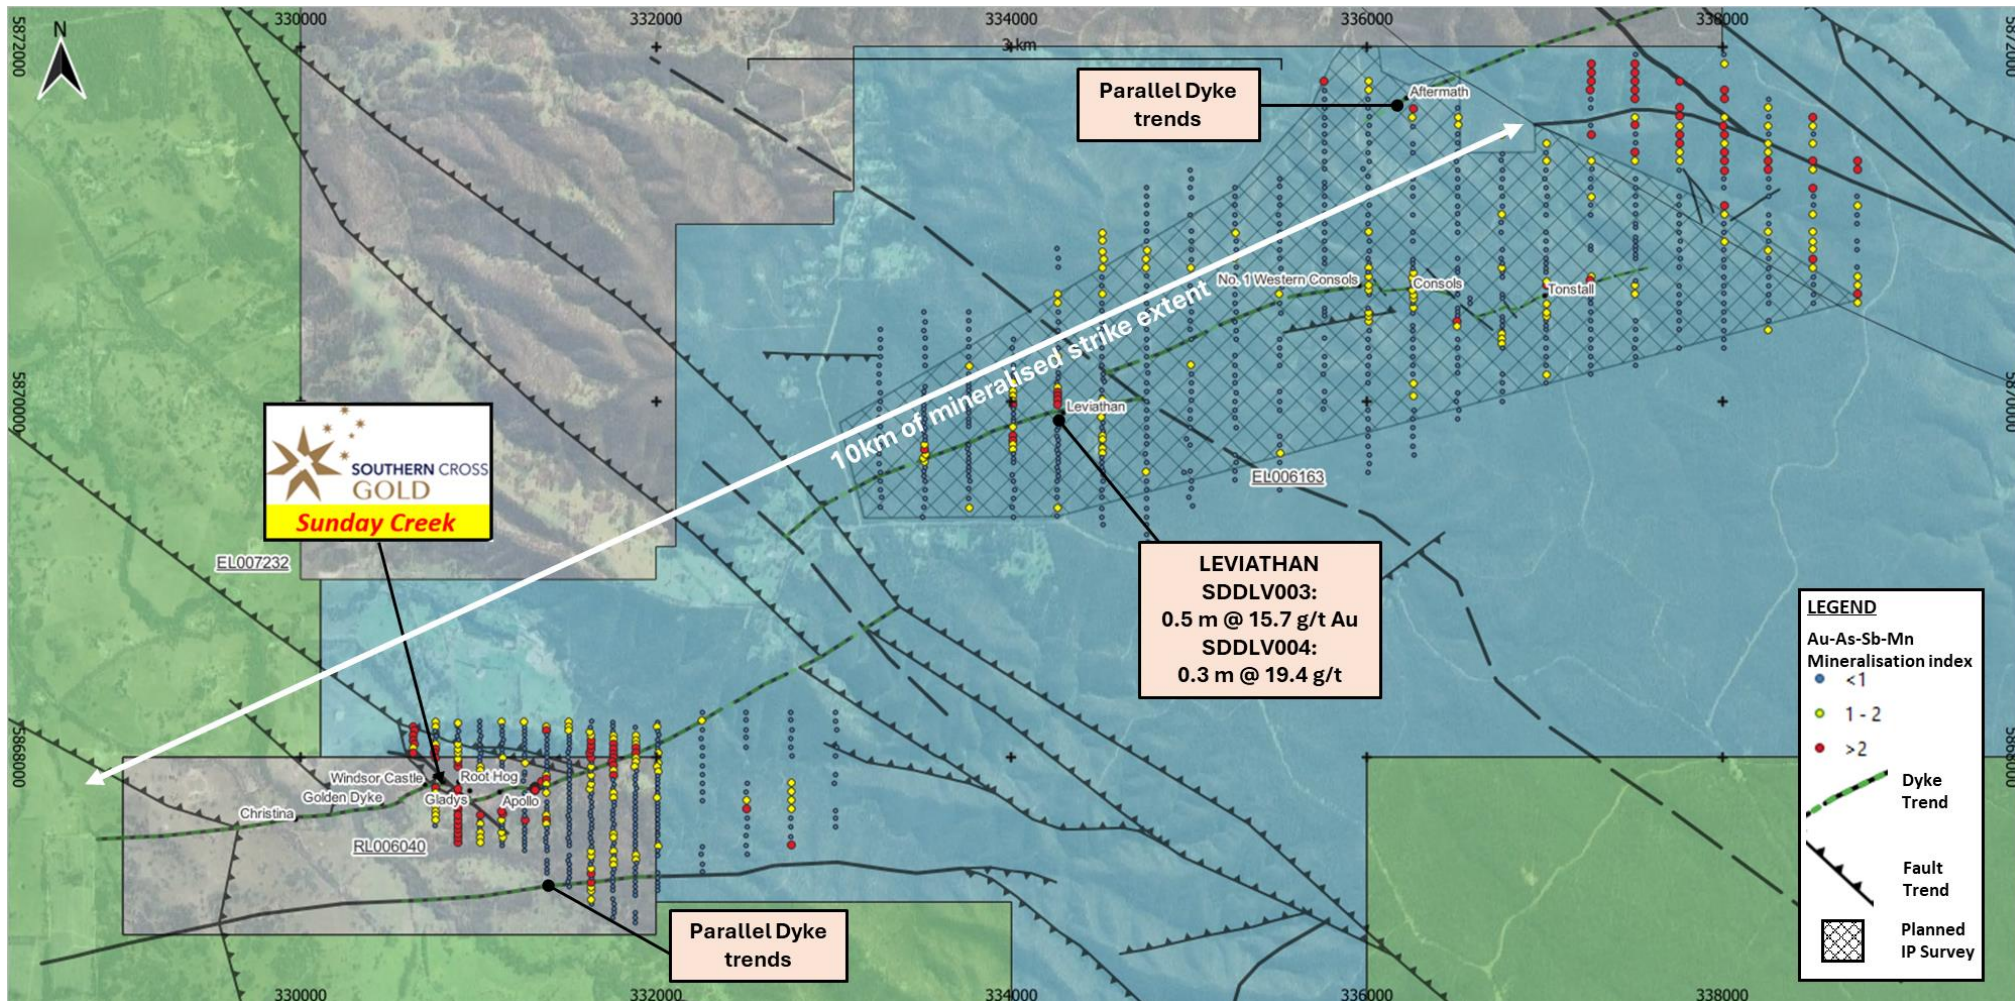 330000
332000
334000
336000
338000
N
3 km
5872000
5872000
Parallel Dyke
trends
Aftermath
No. 1 Western Consols
Consols
Tonstall
10km of mineralised strike extent
5870000
5870000
Leviathan
SOUTHERN CROSS
GOLD
Sunday Creek
EL006163
EL007232
LEVIATHAN
SDDLV003:
0.5 m @ 15.7 g/t Au
SDDLV004:
0.3 m @ 19.4 g/t
LEGEND
Au-As-Sb-Mn
Mineralisation index
<1
1 - 2
>2
Dyke
Trend
Fault
Trend
Planned
IP Survey
5868000
5868000
Windsor Castle
Root Hog
Golden Dyke
Gladys
Apollo
Christina
RL006040
Parallel Dyke
trends
330000
332000
334000
336000
338000